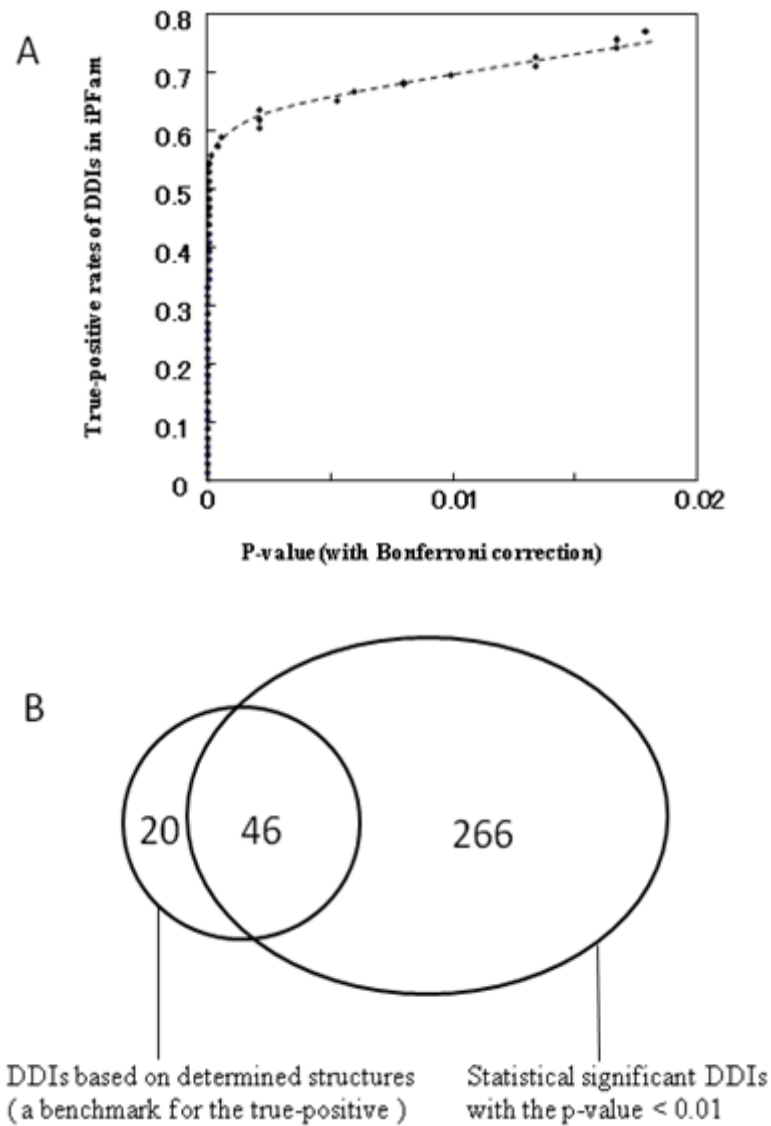 A
0.8
0.7
0.6
0.5
0.4
0.3
0.2
0.1
0
0 0.01 0.02
True-positive rates of DDIs in iPFam
P-value (with Bonferroni correction)
B
20 46 266
DDIs based on determined structures
( a benchmark for the true-positive )
Statistical significant DDIs
with the p-value < 0.01